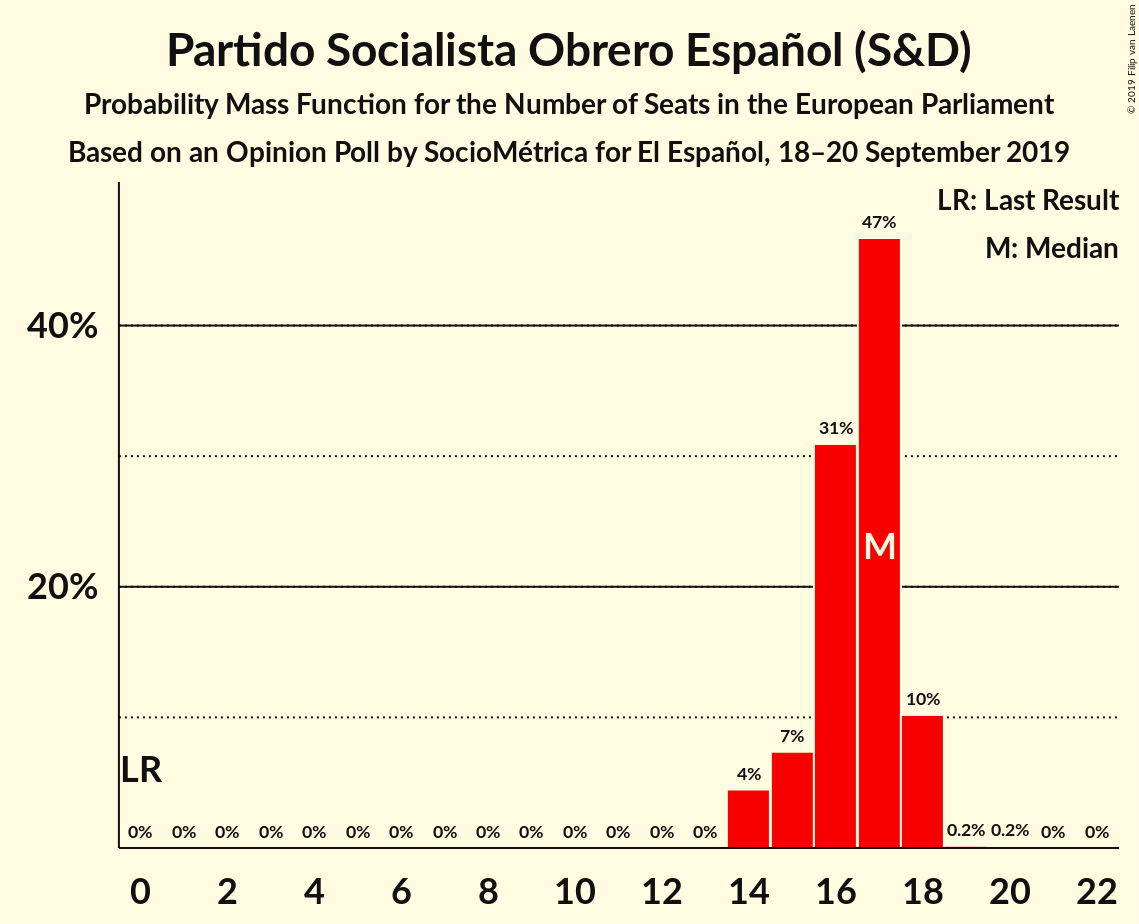 Partido Socialista Obrero Español (S&D)
Probability Mass Function for the Number of Seats in the European Parliament
Based on an Opinion Poll by SocioMétrica for El Español, 18–20 September 2019
© 2019 Filip van Laenen
LR: Last Result
M: Median
47%
40%
31%
M
20%
10%
7%
LR
4%
0% 0% 0% 0% 0% 0% 0% 0% 0% 0% 0% 0% 0% 0% 0.2% 0.2% 0% 0%
0 2 4 6 8 10 12 14 16 18 20 22